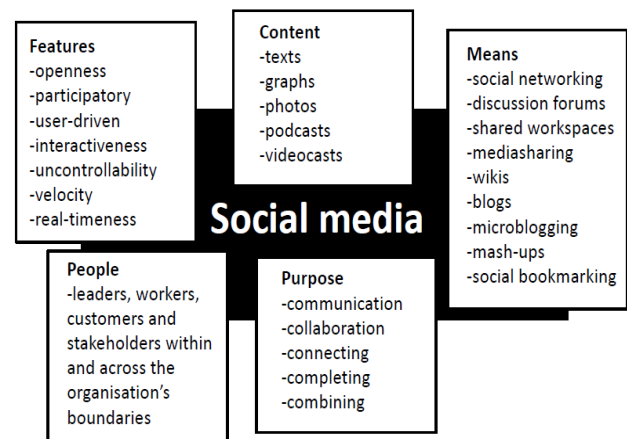 Features
-openness
-participatory
-user-driven
-interactiveness
-uncontrollability
-velocity
-real-timeness
Content
-texts
-graphs
-photos
-podcasts
-videocasts
Means
-social networking
-discussion forums
-shared workspaces
-mediasharing
-wikis
-blogs
-microblogging
-mash-ups
-social bookmarking
Social media
People
-leaders, workers,
customers and
stakeholders within
and across the
organisation's
boundaries
Purpose
-communication
-collaboration
-connecting
-completing
-combining